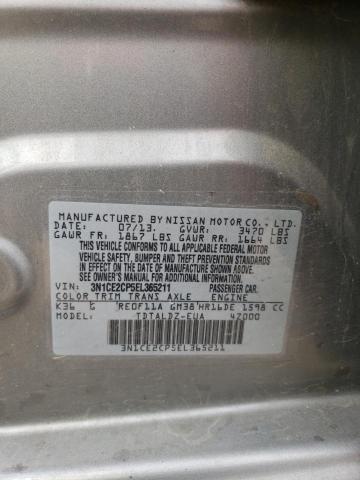 MANUFACTURED BY NISSAN MOTOR CO., LTD.
DATE: 07/13. GVWR: 3470 LBS
GAWR FR: 1867 LBS GAWR RR: 1664 LBS
THIS VEHICLE CONFORMS TO ALL APPLICABLE FEDERAL MOTOR
VEHICLE SAFETY, BUMPER, AND THEFT PREVENTION STANDARDS
IN EFFECT ON THE DATE OF MANUFACTURE SHOWN ABOVE.
SEE OWNER'S MANUAL FOR ADDITIONAL INFORMATION.
VIN: 3N1CE2CP5EL365211 PASSENGER CAR.
COLOR TRIM TRANS AXLE ENGINE
K36 G RE0F11A GM38 HR16DE 1598 CC
TDTALDZ-EUA 4Z000
3N1CE2CP5EL365211